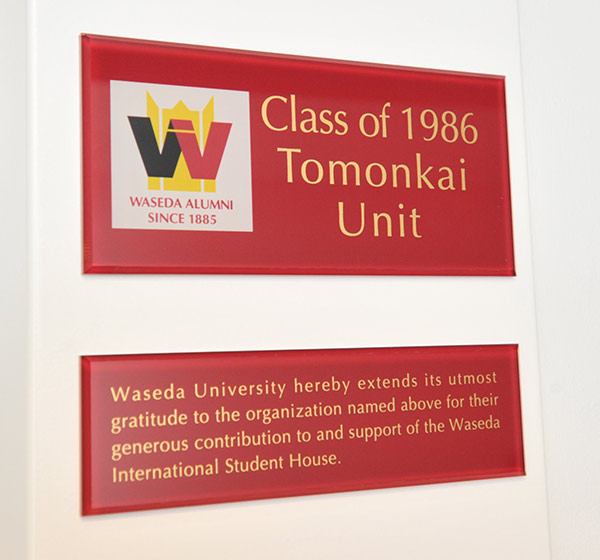 Class of 1986
Tomonkai
Unit
WASEDA ALUMNI
SINCE 1885
Waseda University hereby extends its utmost
gratitude to the organization named above for their
generous contribution to and support of the Waseda
International Student House.